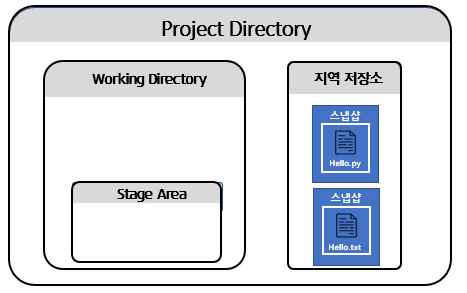 Project Directory
Working Directory
지역 저장소
스냅샷
Hello.py
스냅샷
Hello.txt
Stage Area